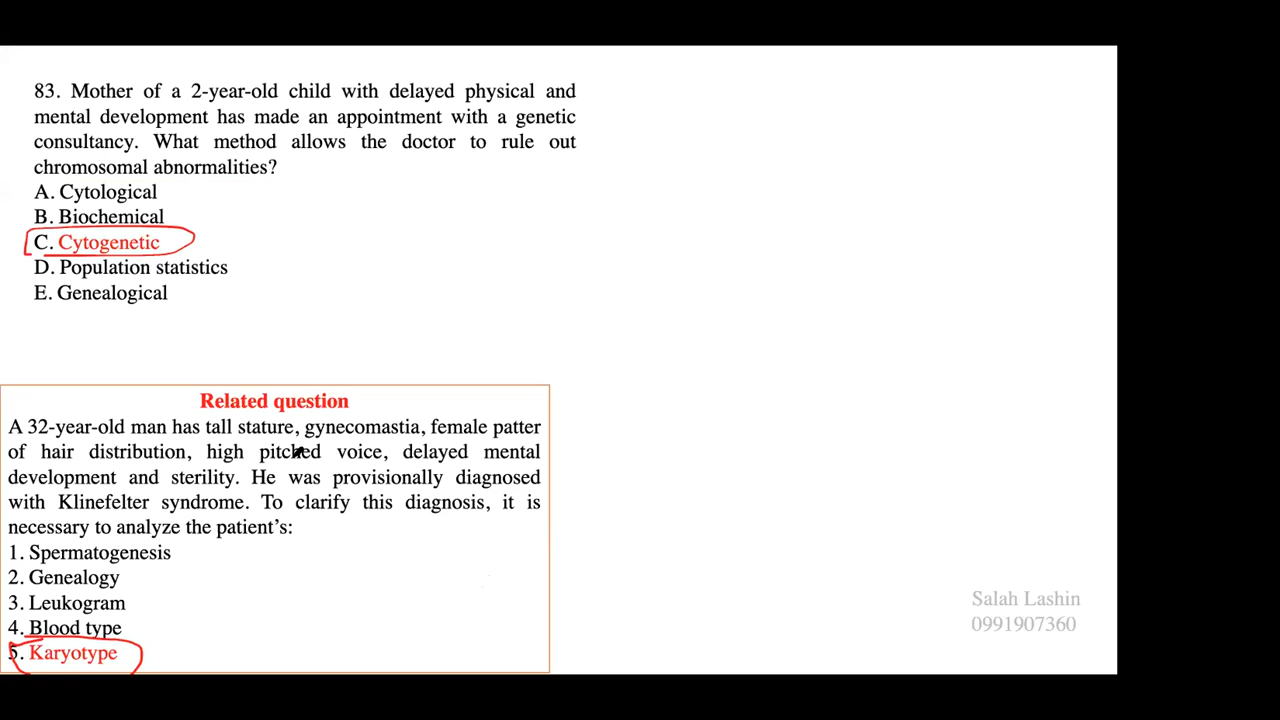 83. Mother of a 2-year-old child with delayed physical and
mental development has made an appointment with a genetic
consultancy. What method allows the doctor to rule out
chromosomal abnormalities?
A. Cytological
B. Biochemical
C. Cytogenetic
D. Population statistics
E. Genealogical
Related question
A 32-year-old man has tall stature, gynecomastia, female patter
of hair distribution, high pitched voice, delayed mental
development and sterility. He was provisionally diagnosed
with Klinefelter syndrome. To clarify this diagnosis, it is
necessary to analyze the patient’s:
1. Spermatogenesis
2. Genealogy
3. Leukogram
4. Blood type
5. Karyotype
Salah Lashin
0991907360